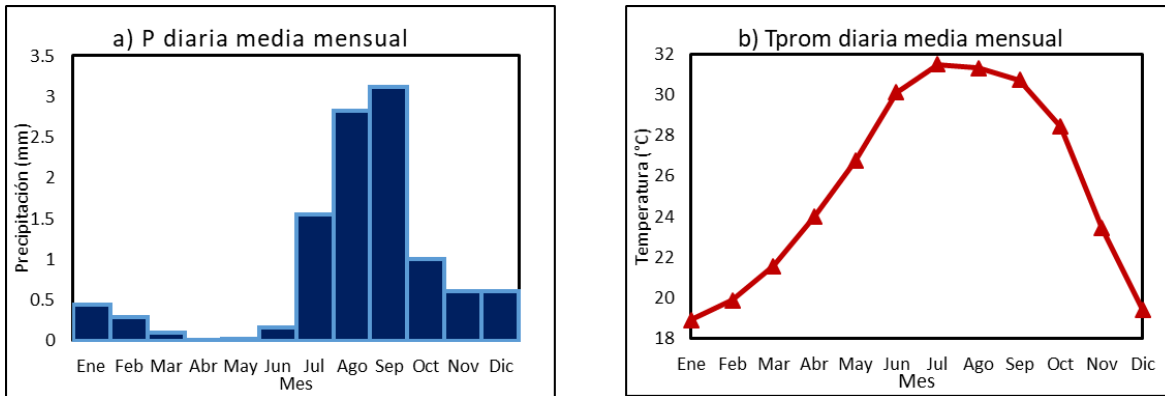 a) P diaria media mensual
Precipitación (mm)
3.5
3
2.5
2
1.5
1
0.5
0
Ene Feb Mar Abr May Jun Jul Ago Sep Oct Nov Dic
Mes
b) Tprom diaria media mensual
Temperatura (°C)
32
30
28
26
24
22
20
18
Ene Feb Mar Abr May Jun Jul Ago Sep Oct Nov Dic
Mes